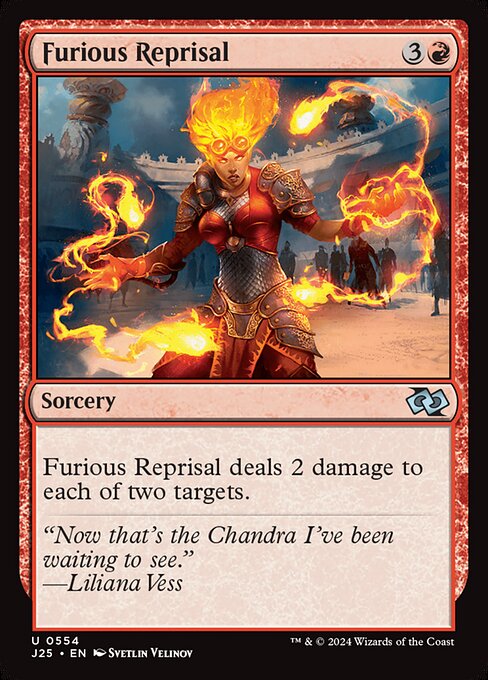 Furious Reprisal 3
Sorcery
Furious Reprisal deals 2 damage to
each of two targets.
“Now that’s the Chandra I’ve been
waiting to see.”
—Liliana Vess
U 0554
J25 • EN Svetlin Velinov
™ & © 2024 Wizards of the Coast